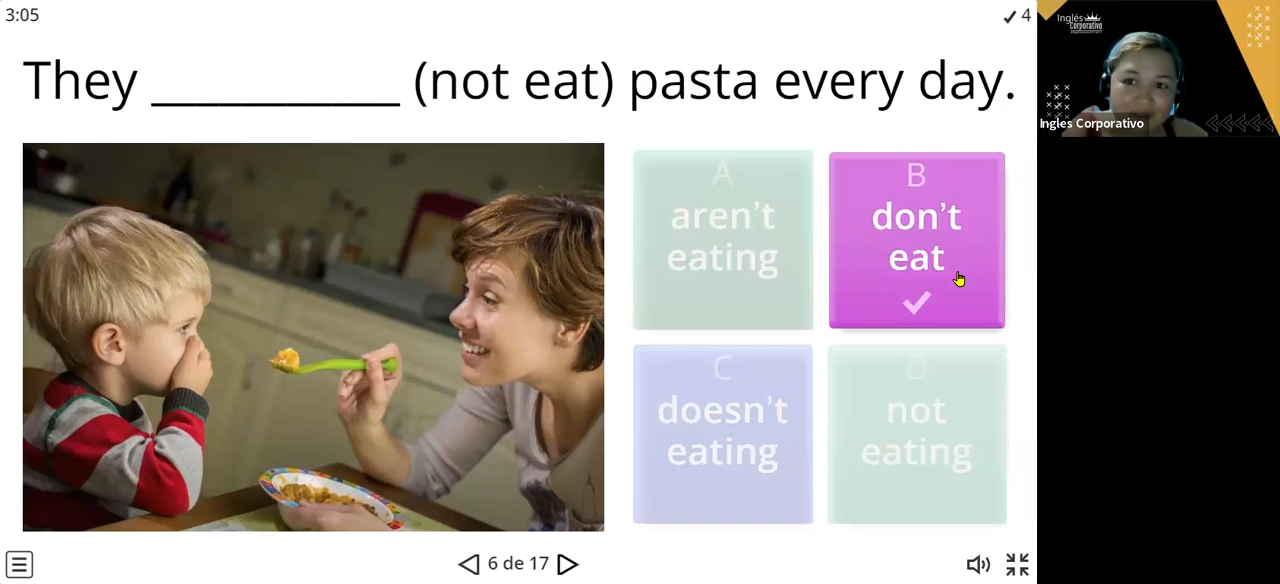 3:05
✓ 4
They ___________ (not eat) pasta every day.
A
aren't
eating
B
don't
eat
C
doesn't
eating
D
not
eating
6 de 17
Inglés
Corporativo
Ingles Corporativo